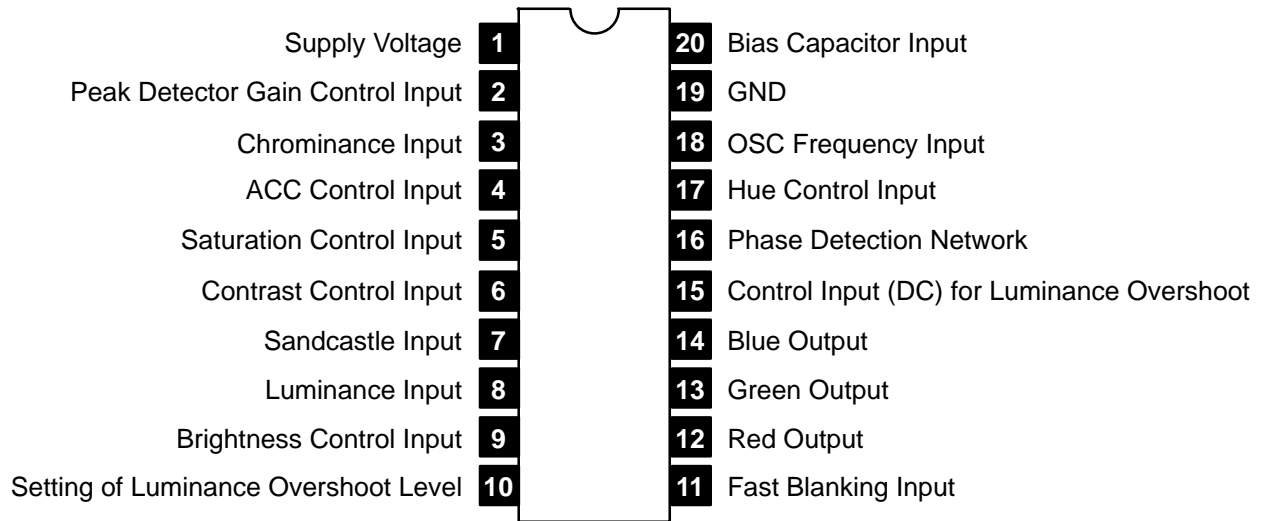 Supply Voltage 1 20 Bias Capacitor Input
Peak Detector Gain Control Input 2 19 GND
Chrominance Input 3 18 OSC Frequency Input
ACC Control Input 4 17 Hue Control Input
Saturation Control Input 5 16 Phase Detection Network
Contrast Control Input 6 15 Control Input (DC) for Luminance Overshoot
Sandcastle Input 7 14 Blue Output
Luminance Input 8 13 Green Output
Brightness Control Input 9 12 Red Output
Setting of Luminance Overshoot Level 10 11 Fast Blanking Input